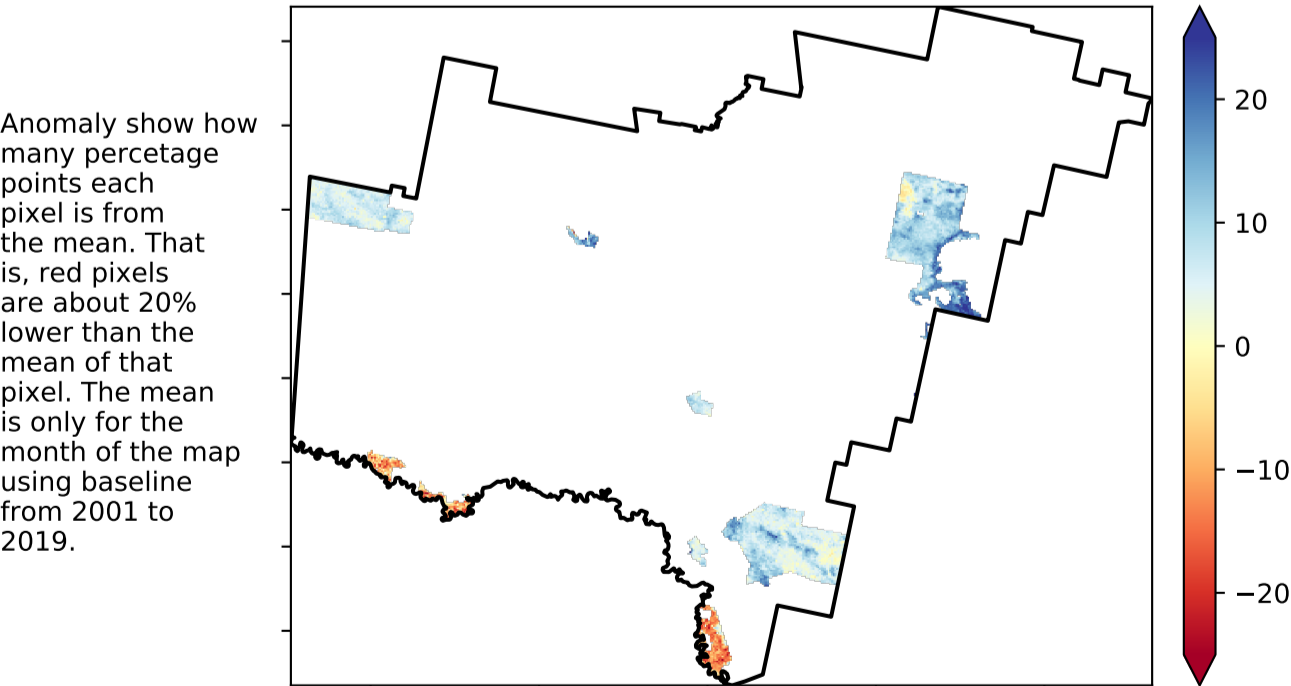 Anomaly show how
many percetage
points each
pixel is from
the mean. That
is, red pixels
are about 20%
lower than the
mean of that
pixel. The mean
is only for the
month of the map
using baseline
from 2001 to
2019.
20
10
0
−10
−20